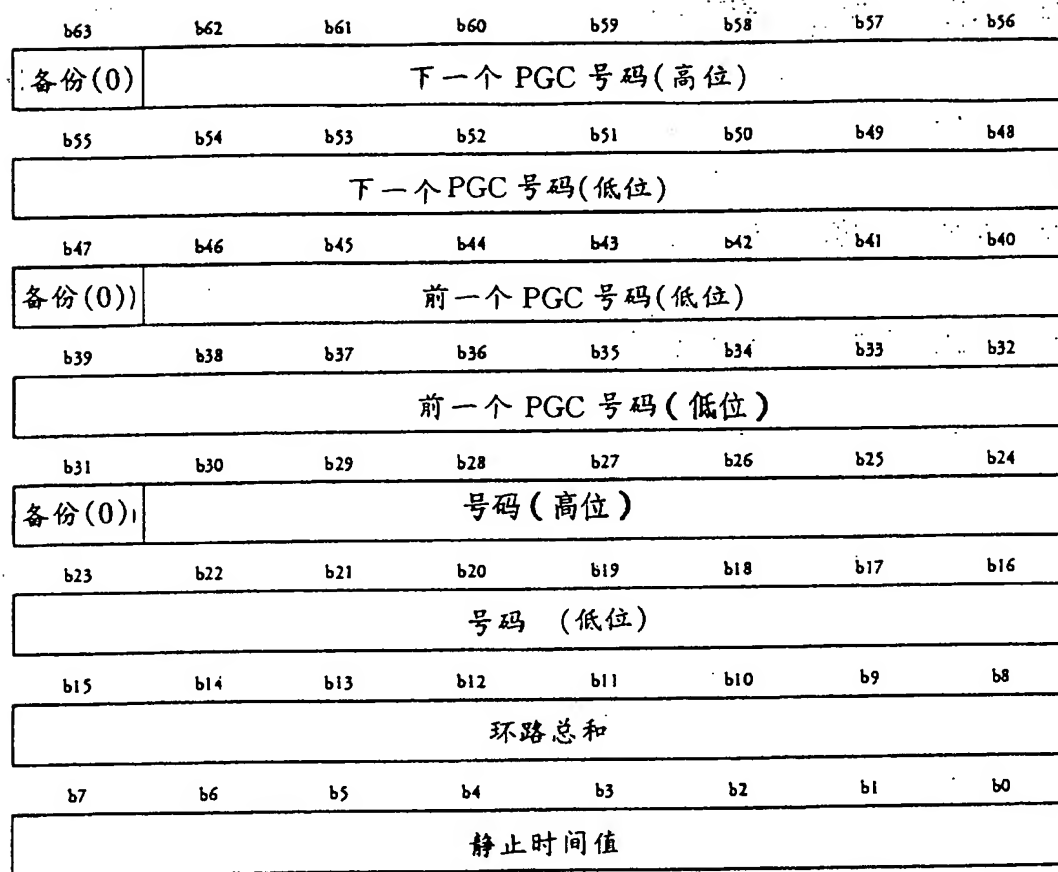 b63 b62 b61 b60 b59 b58 b57 b56
备份(0) 下一个 PGC 号码(高位)
b55 b54 b53 b52 b51 b50 b49 b48
下一个PGC 号码(低位)
b47 b46 b45 b44 b43 b42 b41 b40
备份(0)) 前一个 PGC 号码(低位)
b39 b38 b37 b36 b35 b34 b33 b32
前一个 PGC 号码(低位)
b31 b30 b29 b28 b27 b26 b25 b24
备份(0) 号码(高位)
b23 b22 b21 b20 b19 b18 b17 b16
号码 (低位)
b15 b14 b13 b12 b11 b10 b9 b8
环路总和
b7 b6 b5 b4 b3 b2 b1 b0
静止时间值